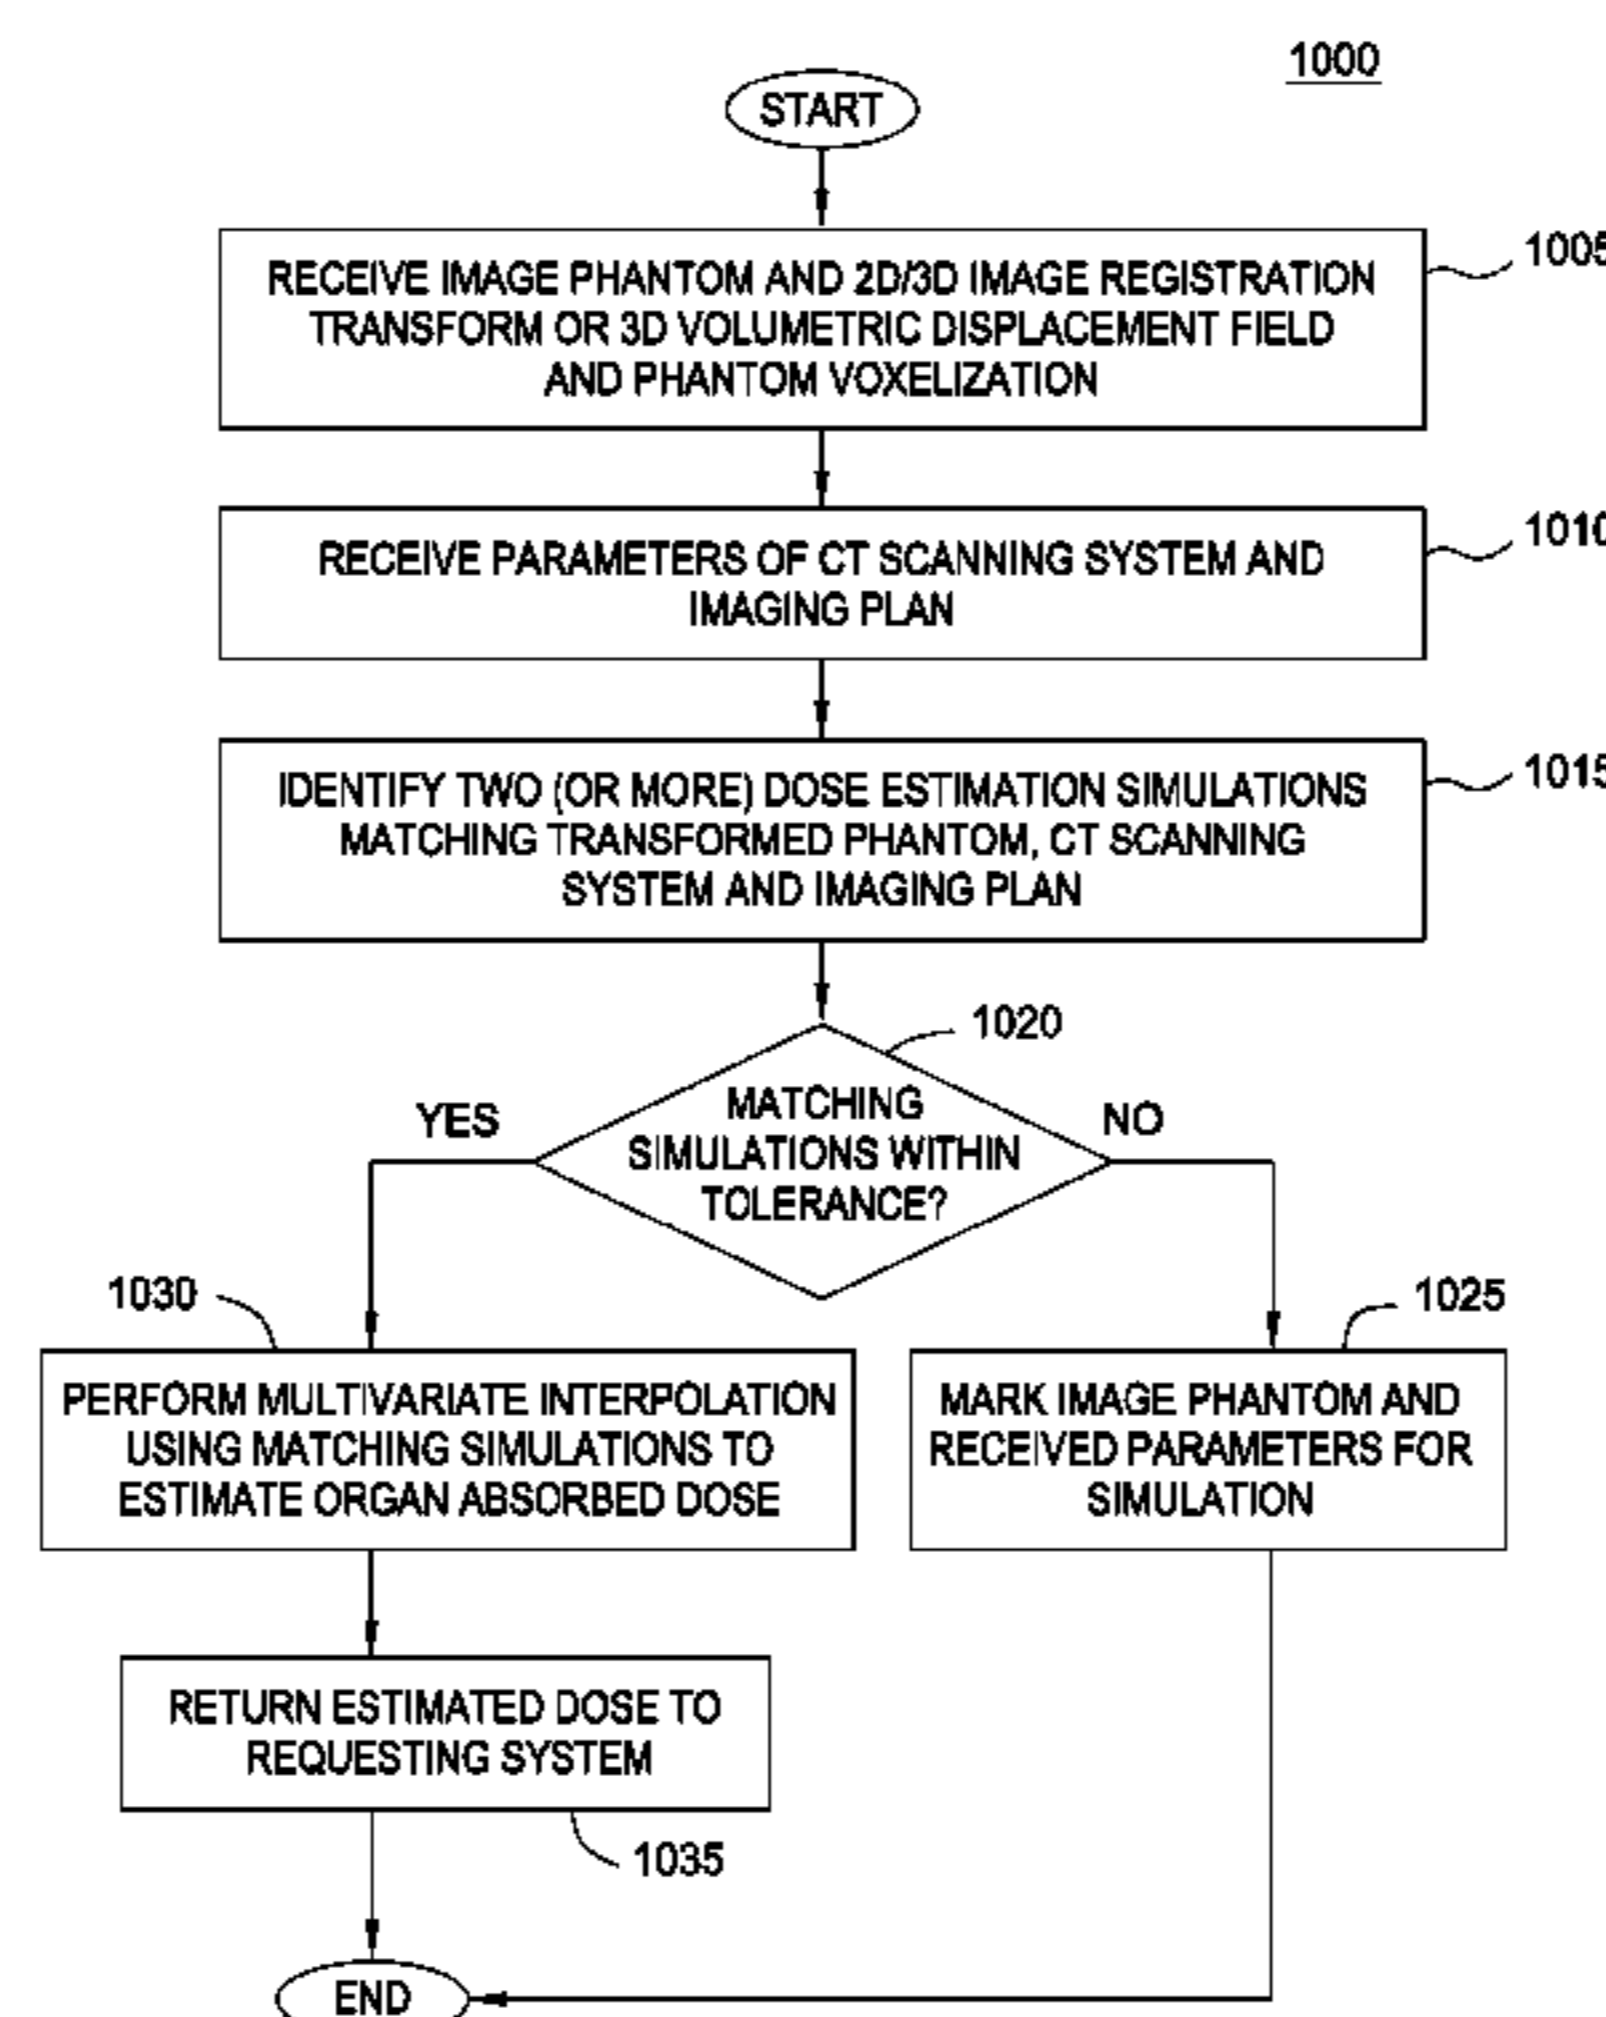 1000
START
RECEIVE IMAGE PHANTOM AND 2D/3D IMAGE REGISTRATION
TRANSFORM OR 3D VOLUMETRIC DISPLACEMENT FIELD
AND PHANTOM VOXELIZATION
1005
RECEIVE PARAMETERS OF CT SCANNING SYSTEM AND
IMAGING PLAN
1010
IDENTIFY TWO (OR MORE) DOSE ESTIMATION SIMULATIONS
MATCHING TRANSFORMED PHANTOM, CT SCANNING
SYSTEM AND IMAGING PLAN
1015
1020
MATCHING
SIMULATIONS WITHIN
TOLERANCE?
YES
NO
1030
PERFORM MULTIVARIATE INTERPOLATION
USING MATCHING SIMULATIONS TO
ESTIMATE ORGAN ABSORBED DOSE
1025
MARK IMAGE PHANTOM AND
RECEIVED PARAMETERS FOR
SIMULATION
RETURN ESTIMATED DOSE TO
REQUESTING SYSTEM
1035
END